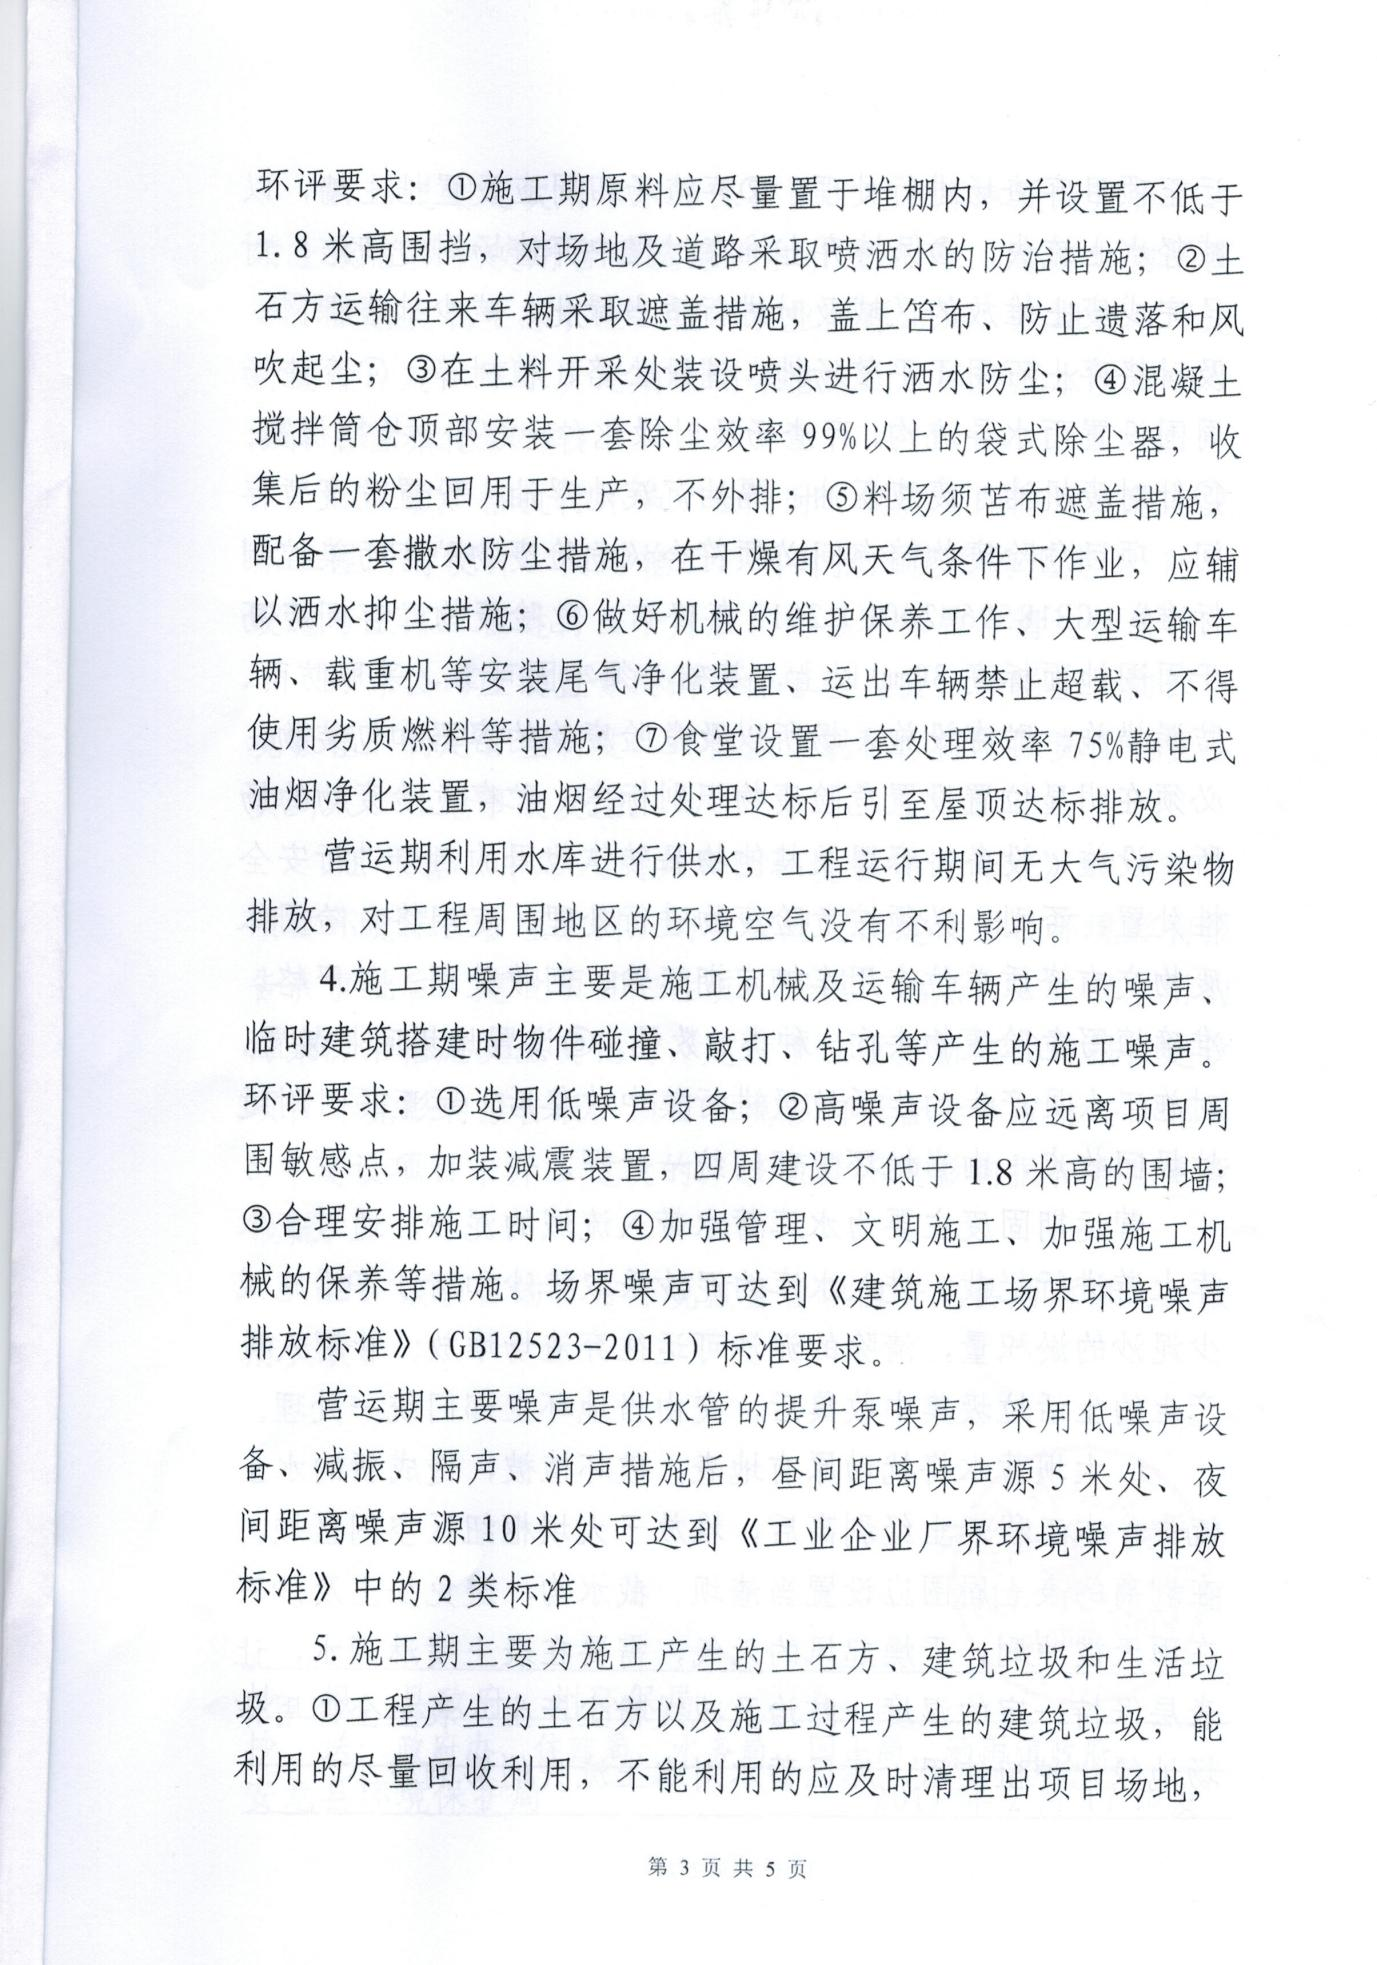 环评要求：①施工期原料应尽量置于堆棚内，并设置不低于
1.8 米高围挡，对场地及道路采取喷洒水的防治措施；②土
石方运输往来车辆采取遮盖措施，盖上笘布、防止遗落和风
吹起尘；③在土料开采处装设喷头进行洒水防尘；④混凝土
搅拌筒仓顶部安装一套除尘效率 99%以上的袋式除尘器，收
集后的粉尘回用于生产，不外排；⑤料场须苫布遮盖措施，
配备一套撒水防尘措施，在干燥有风天气条件下作业，应辅
以洒水抑尘措施；⑥做好机械的维护保养工作、大型运输车
辆 载重机等安装尾气净化装置、运出车辆禁止超载、不得
使用劣质燃料等措施；⑦食堂设置一套处理效率 75%静电式
油烟净化装置，油烟经过处理达标后引至屋顶达标排放。
营运期利用水库进行供水，工程运行期间无大气污染物
排放，对工程周围地区的环境空气没有不利影响。
4.施工期噪声主要是施工机械及运输车辆产生的噪声、
临时建筑搭建时物件碰撞、敲打、钻孔等产生的施工噪声。
环评要求：①选用低噪声设备；②高噪声设备应远离项目周
围敏感点，加装减震装置，四周建设不低于 1.8 米高的围墙；
③合理安排施工时间；④加强管理、文明施工、加强施工机
械的保养等措施。场界噪声可达到《建筑施工场界环境噪声
排放标准》（GB12523-2011）标准要求。
营运期主要噪声是供水管的提升泵噪声，采用低噪声设
备、减振、隔声、消声措施后，昼间距离噪声源 5 米处、夜
间距离噪声源 10 米处可达到《工业企业厂界环境噪声排放
标准》中的 2 类标准
5.施工期主要为施工产生的土石方、建筑垃圾和生活垃
圾。①工程产生的土石方以及施工过程产生的建筑垃圾，能
利用的尽量回收利用，不能利用的应及时清理出项目场地，
第 3 页 共 5 页